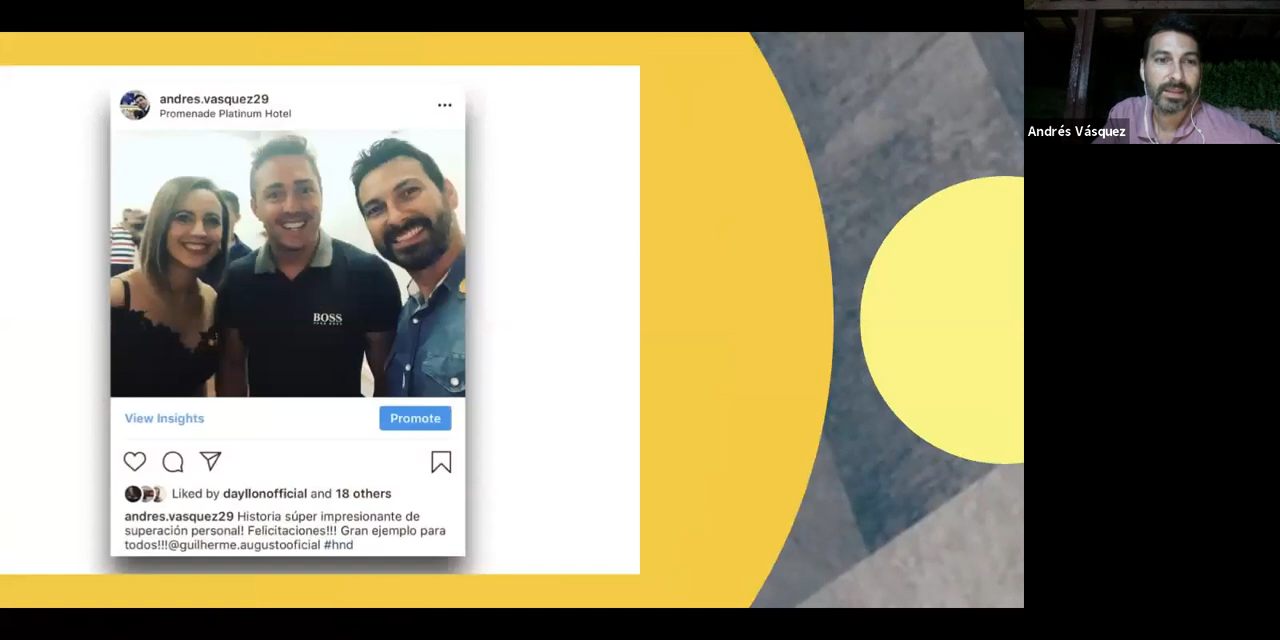 andres.vasquez29
Promenade Platinum Hotel
BOSS
View Insights
Promote
Liked by dayllonofficial and 18 others
andres.vasquez29 Historia súper impresionante de
superación personal! Felicitaciones!!! Gran ejemplo para
todos!!!@guilherme.augustooficial #hnd
Andrés Vásquez